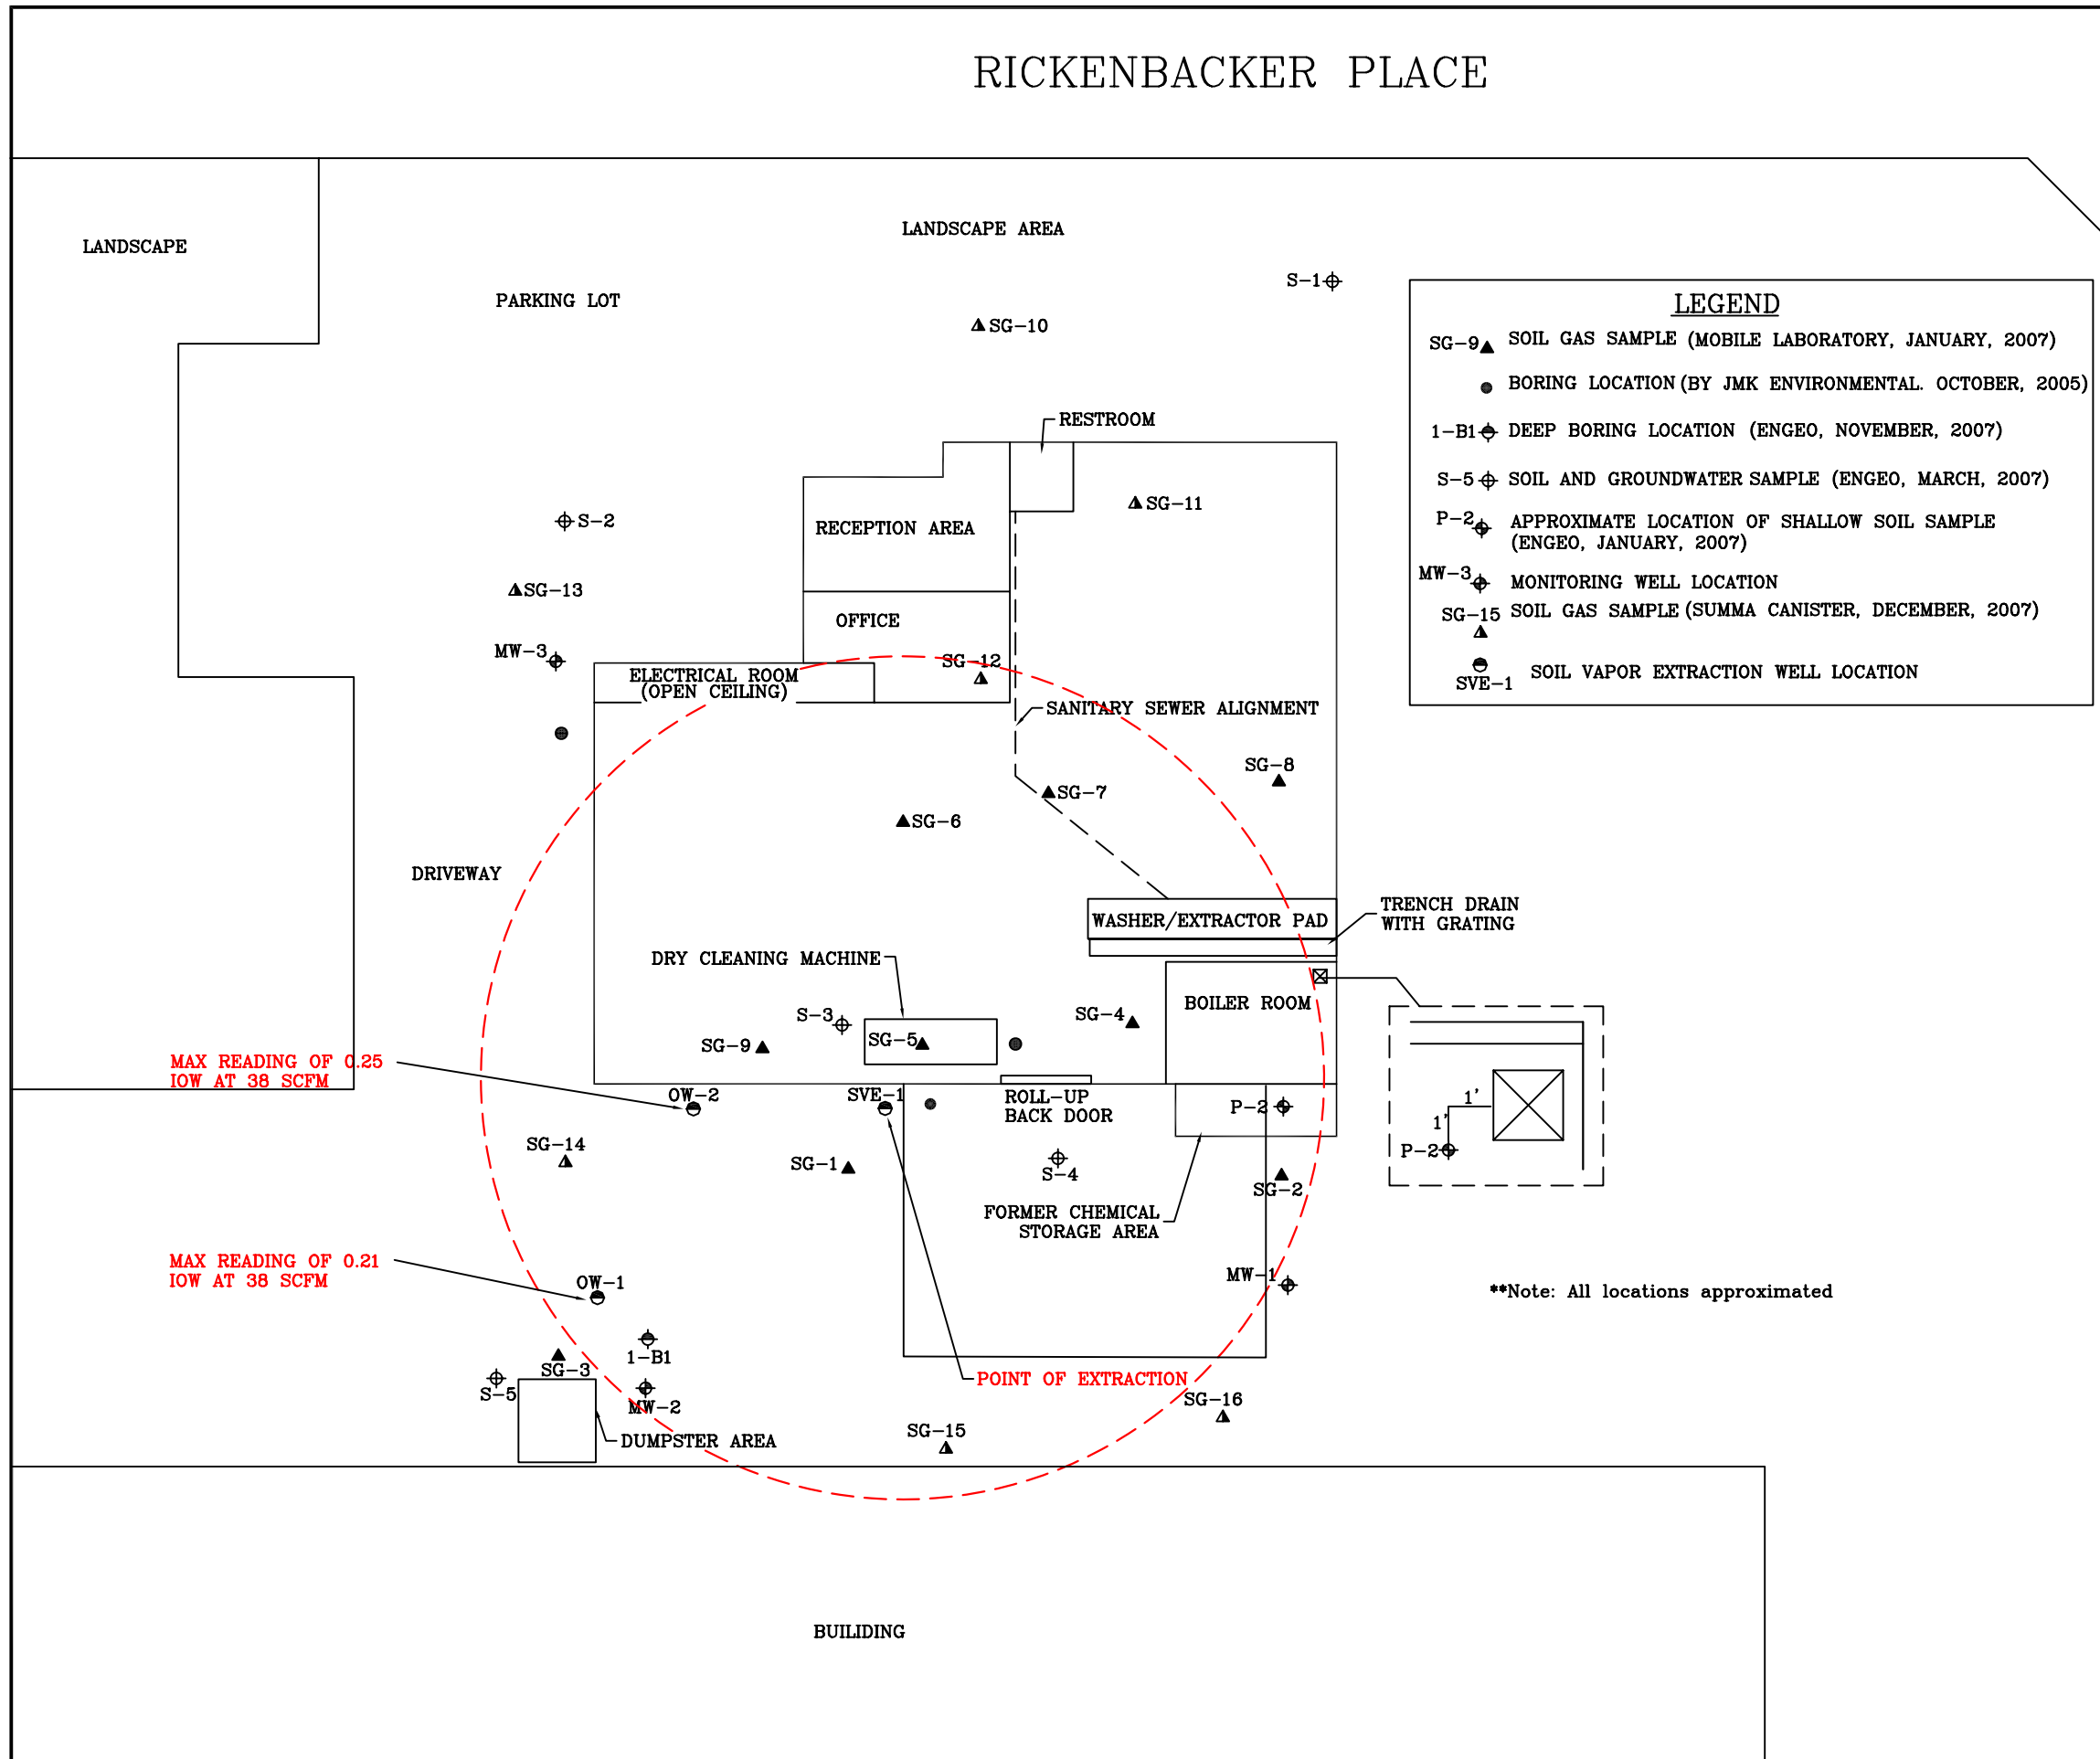 RICKENBACKER PLACE
LANDSCAPE AREA
LANDSCAPE
PARKING LOT
S-1
SG-10
LEGEND
SG-9 SOIL GAS SAMPLE (MOBILE LABORATORY, JANUARY, 2007)
BORING LOCATION (BY JMK ENVIRONMENTAL. OCTOBER, 2005)
1-B1 DEEP BORING LOCATION (ENGEO, NOVEMBER, 2007)
S-5 SOIL AND GROUNDWATER SAMPLE (ENGEO, MARCH, 2007)
P-2 APPROXIMATE LOCATION OF SHALLOW SOIL SAMPLE
(ENGEO, JANUARY, 2007)
MW-3 MONITORING WELL LOCATION
SG-15 SOIL GAS SAMPLE (SUMMA CANISTER, DECEMBER, 2007)
SVE-1 SOIL VAPOR EXTRACTION WELL LOCATION
RESTROOM
SG-11
S-2
RECEPTION AREA
SG-13
OFFICE
MW-3
SG-12
ELECTRICAL ROOM
(OPEN CEILING)
SANITARY SEWER ALIGNMENT
SG-8
SG-7
SG-6
DRIVEWAY
TRENCH DRAIN
WITH GRATING
WASHER/EXTRACTOR PAD
DRY CLEANING MACHINE
BOILER ROOM
S-3
SG-4
SG-5
SG-9
MAX READING OF 0.25
IOW AT 38 SCFM
OW-2
SVE-1
ROLL-UP
BACK DOOR
P-2
1'
1'
P-2
SG-14
SG-1
S-4
SG-2
FORMER CHEMICAL
STORAGE AREA
MAX READING OF 0.21
IOW AT 38 SCFM
OW-1
MW-1
**Note: All locations approximated
1-B1
SG-3
S-5
POINT OF EXTRACTION
MW-2
SG-16
SG-15
DUMPSTER AREA
BUILIDING